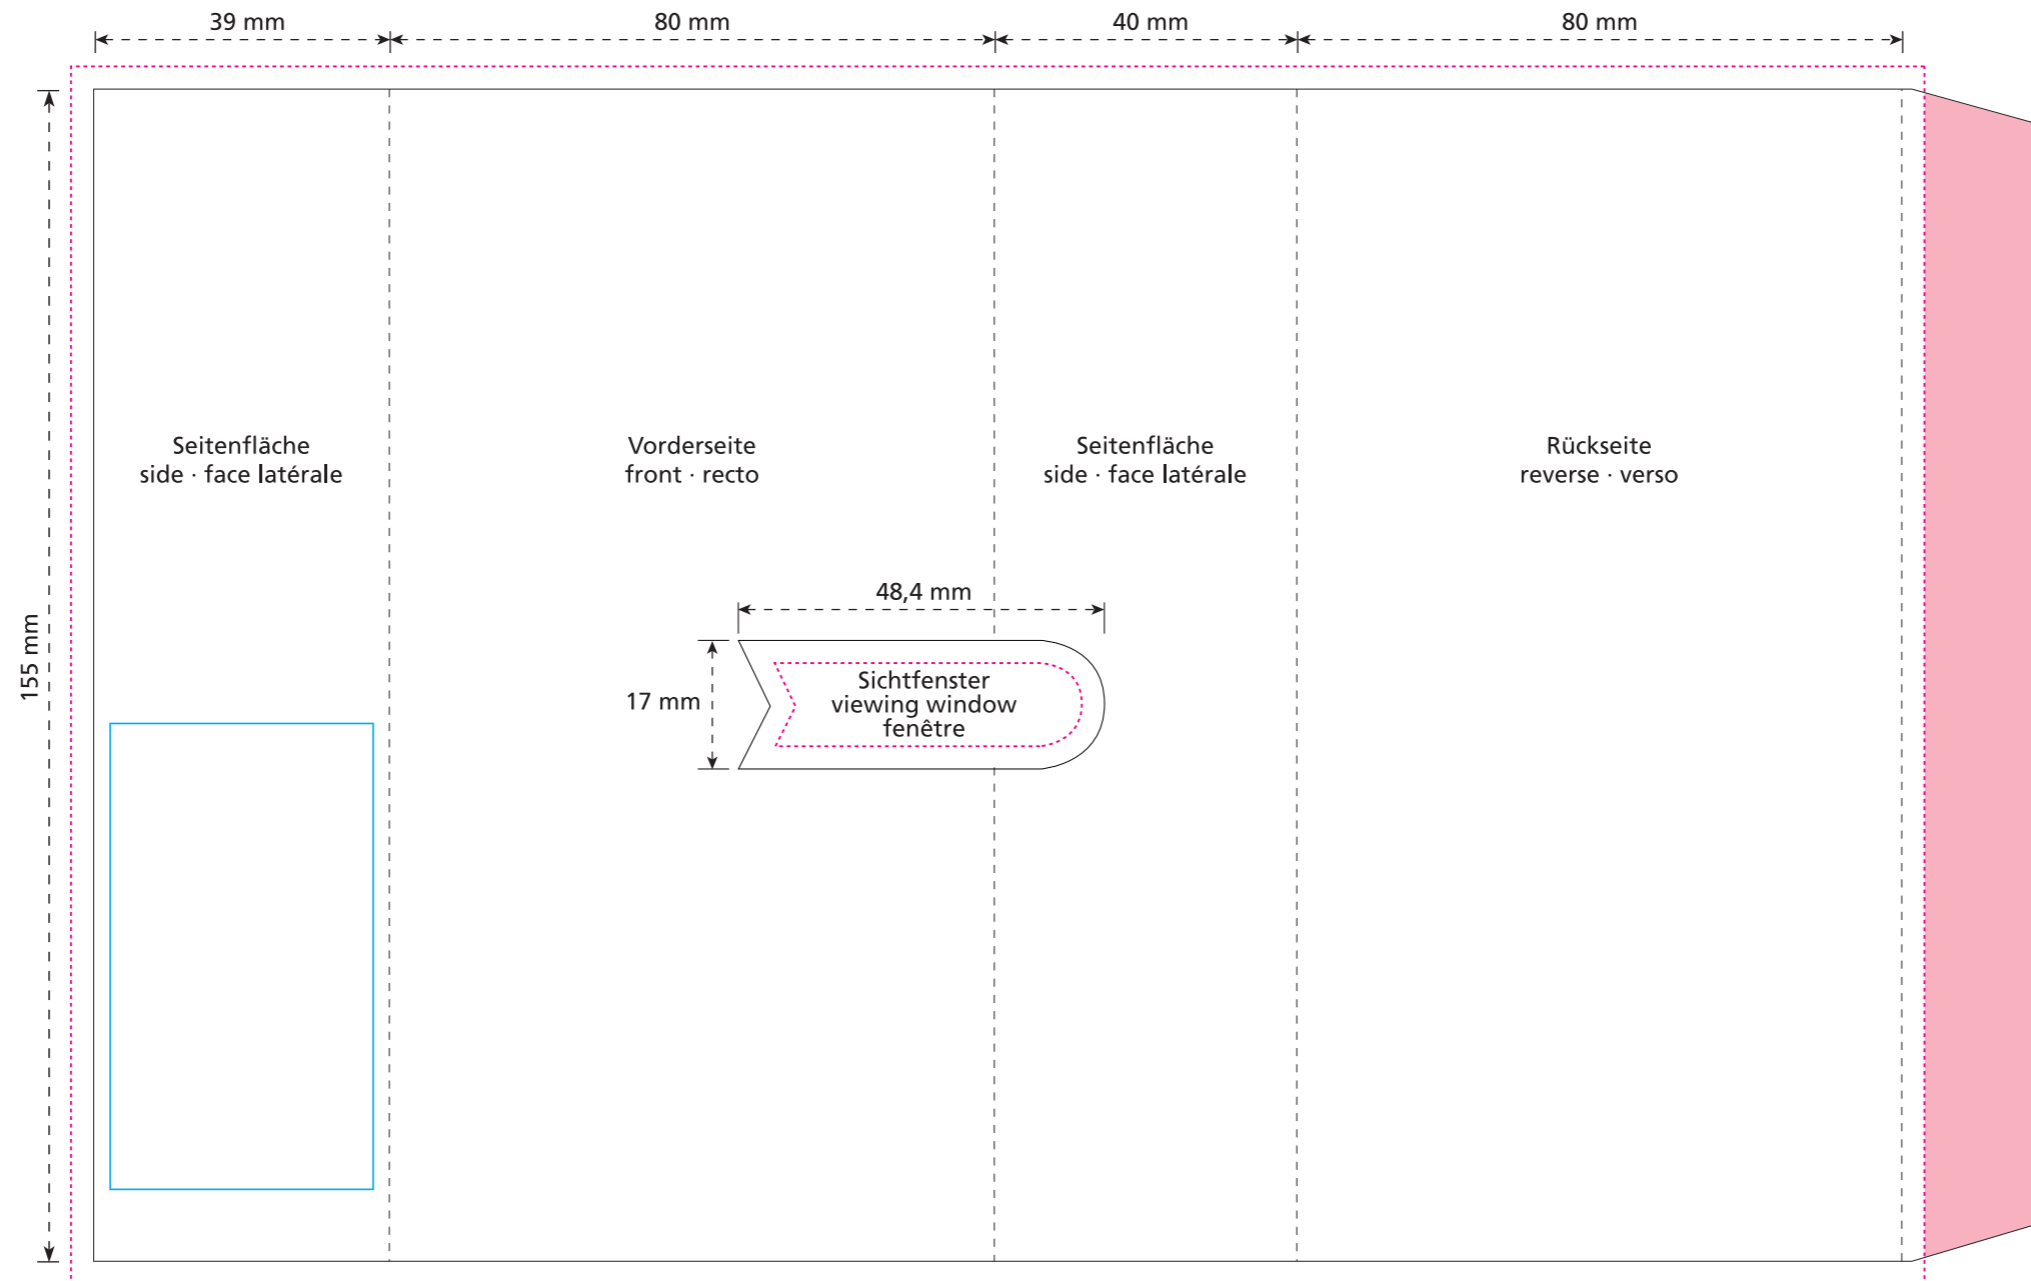 39 mm
80 mm
40 mm
80 mm
155 mm
Seitenfläche
side · face latérale
Vorderseite
front · recto
Seitenfläche
side · face latérale
Rückseite
reverse · verso
48,4 mm
17 mm
Sichtfenster
viewing window
fenêtre